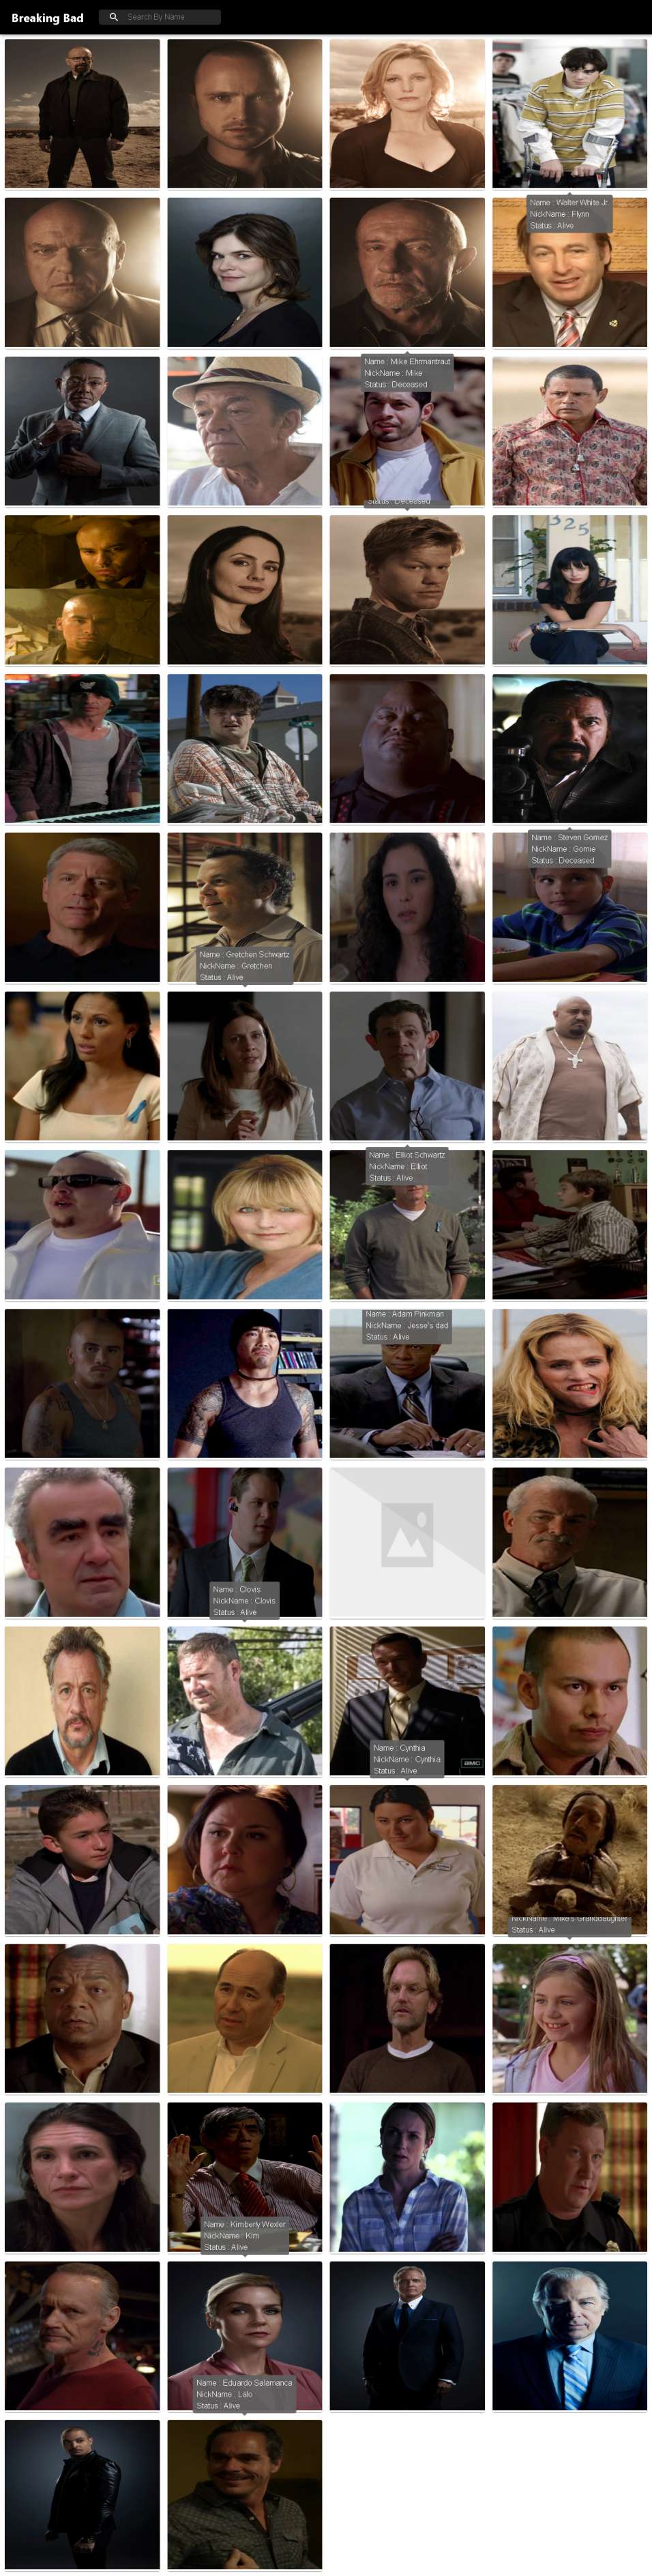 Breaking Bad
Search By Name
Name : Walter White Jr.
NickName : Flynn
Status : Alive
Name : Mike Ehrmantraut
NickName : Mike
Status : Deceased
Status : Deceased
325
Name : Steven Gomez
NickName : Gomie
Status : Deceased
Name : Gretchen Schwartz
NickName : Gretchen
Status : Alive
Name : Elliot Schwartz
NickName : Elliot
Status : Alive
Name : Adam Pinkman
NickName : Jesse's dad
Status : Alive
Name : Clovis
NickName : Clovis
Status : Alive
Name : Cynthia
NickName : Cynthia
Status : Alive
amc
NickName : Mike's Granddaughter
Status : Alive
Name : Kimberly Wexler
NickName : Kim
Status : Alive
Name : Eduardo Salamanca
NickName : Lalo
Status : Alive